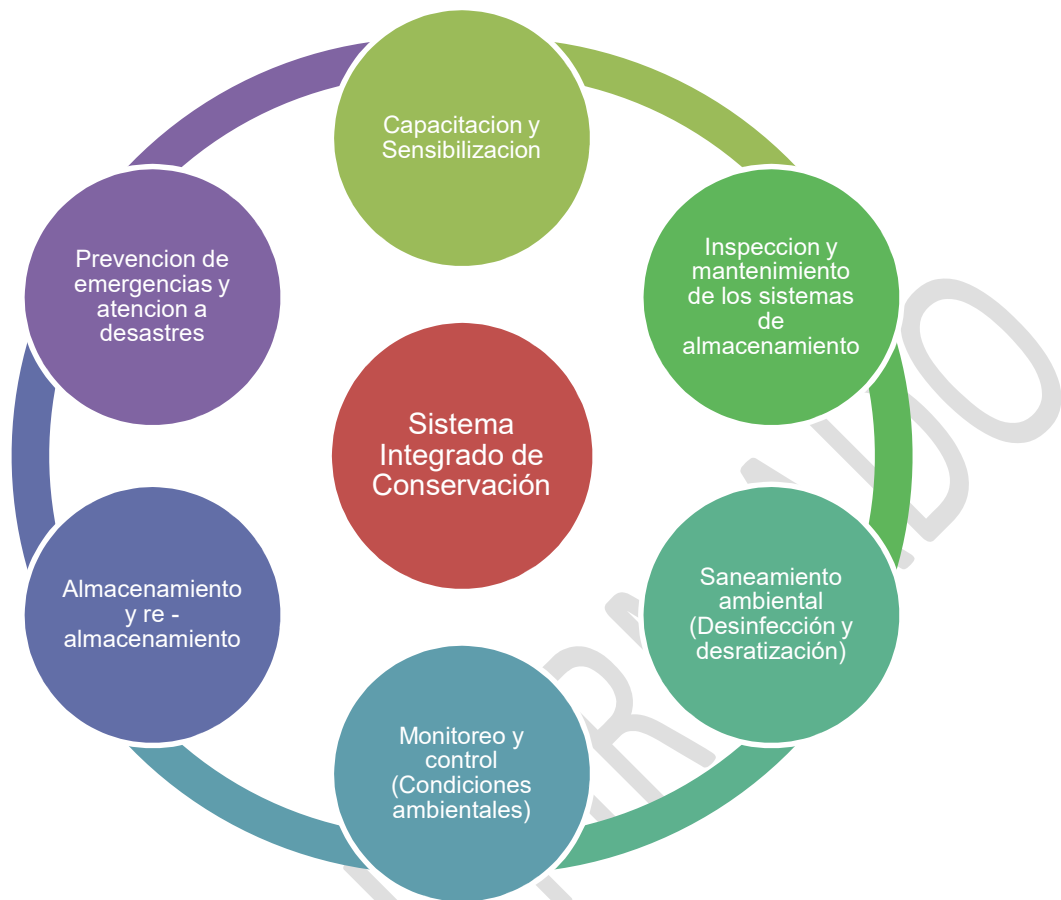 Capacitacion y
Sensibilizacion
Inspeccion y
mantenimiento
de los sistemas
de
almacenamiento
Saneamiento
ambiental
(Desinfección y
desratización)
Monitoreo y
control
(Condiciones
ambientales)
Almacenamiento
y re -
almacenamiento
Prevencion de
emergencias y
atencion a
desastres
Sistema
Integrado de
Conservación